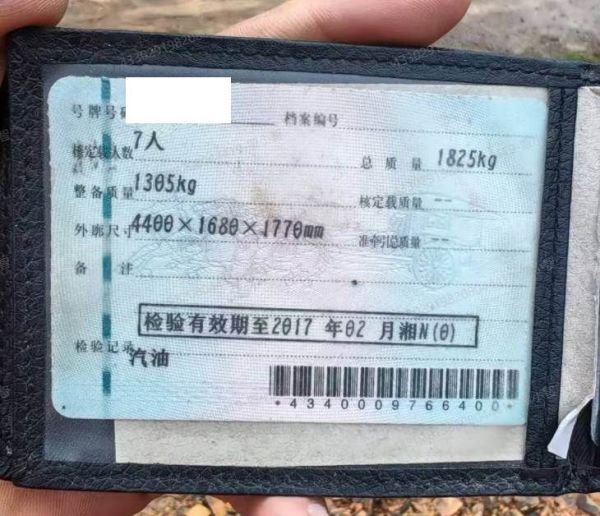 号牌号码
档案编号
核定载人数 7人
总质量 1825kg
整备质量 1305kg
核定载质量 --
外廓尺寸 4400×1680×1770mm
准牵引总质量 --
备注
检验有效期至2017 年02 月湘N(0)
检验记录
汽油
*4340009766400*